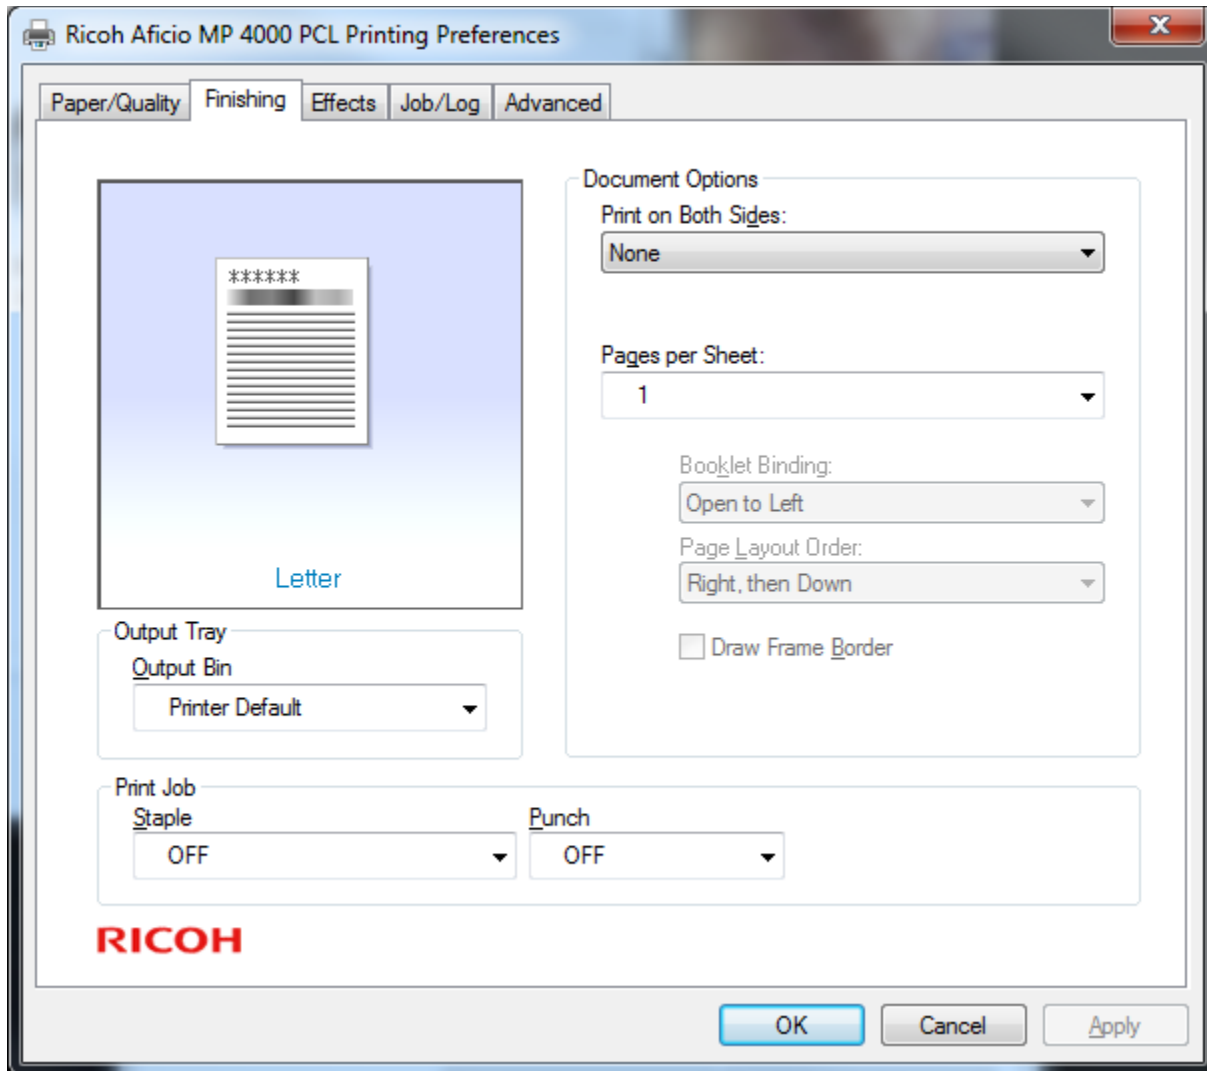 Ricoh Aficio MP 4000 PCL Printing Preferences
Paper/Quality Finishing Effects Job/Log Advanced
******
Letter
Document Options
Print on Both Sides:
None
Pages per Sheet:
1
Booklet Binding:
Open to Left
Page Layout Order:
Right, then Down
Draw Frame Border
Output Tray
Output Bin
Printer Default
Print Job
Staple Punch
OFF OFF
RICOH
OK Cancel Apply